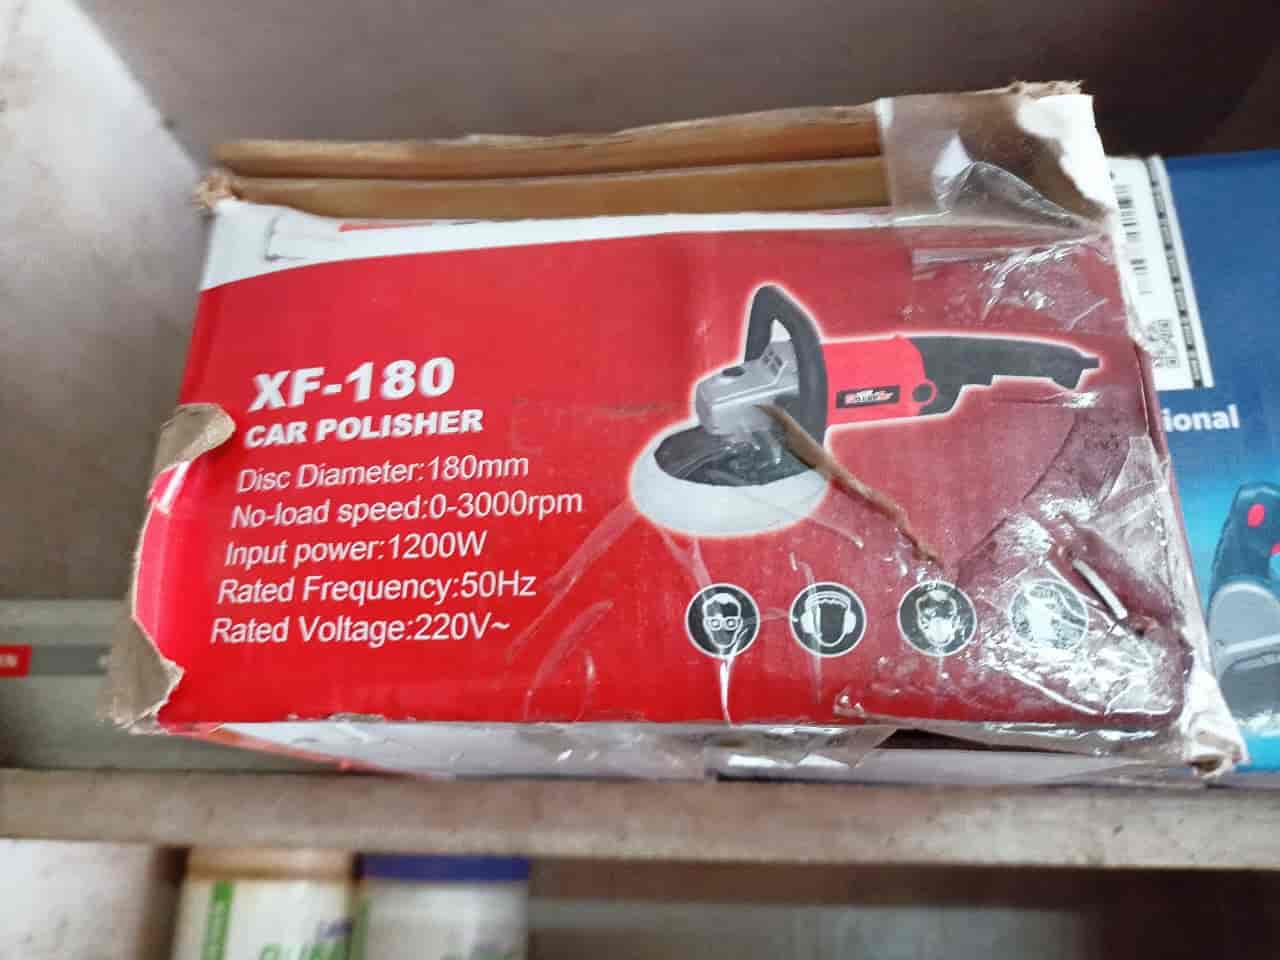 XF-180
CAR POLISHER
Disc Diameter:180mm
No-load speed:0-3000rpm
Input power:1200W
Rated Frequency:50Hz
Rated Voltage:220V~
ional